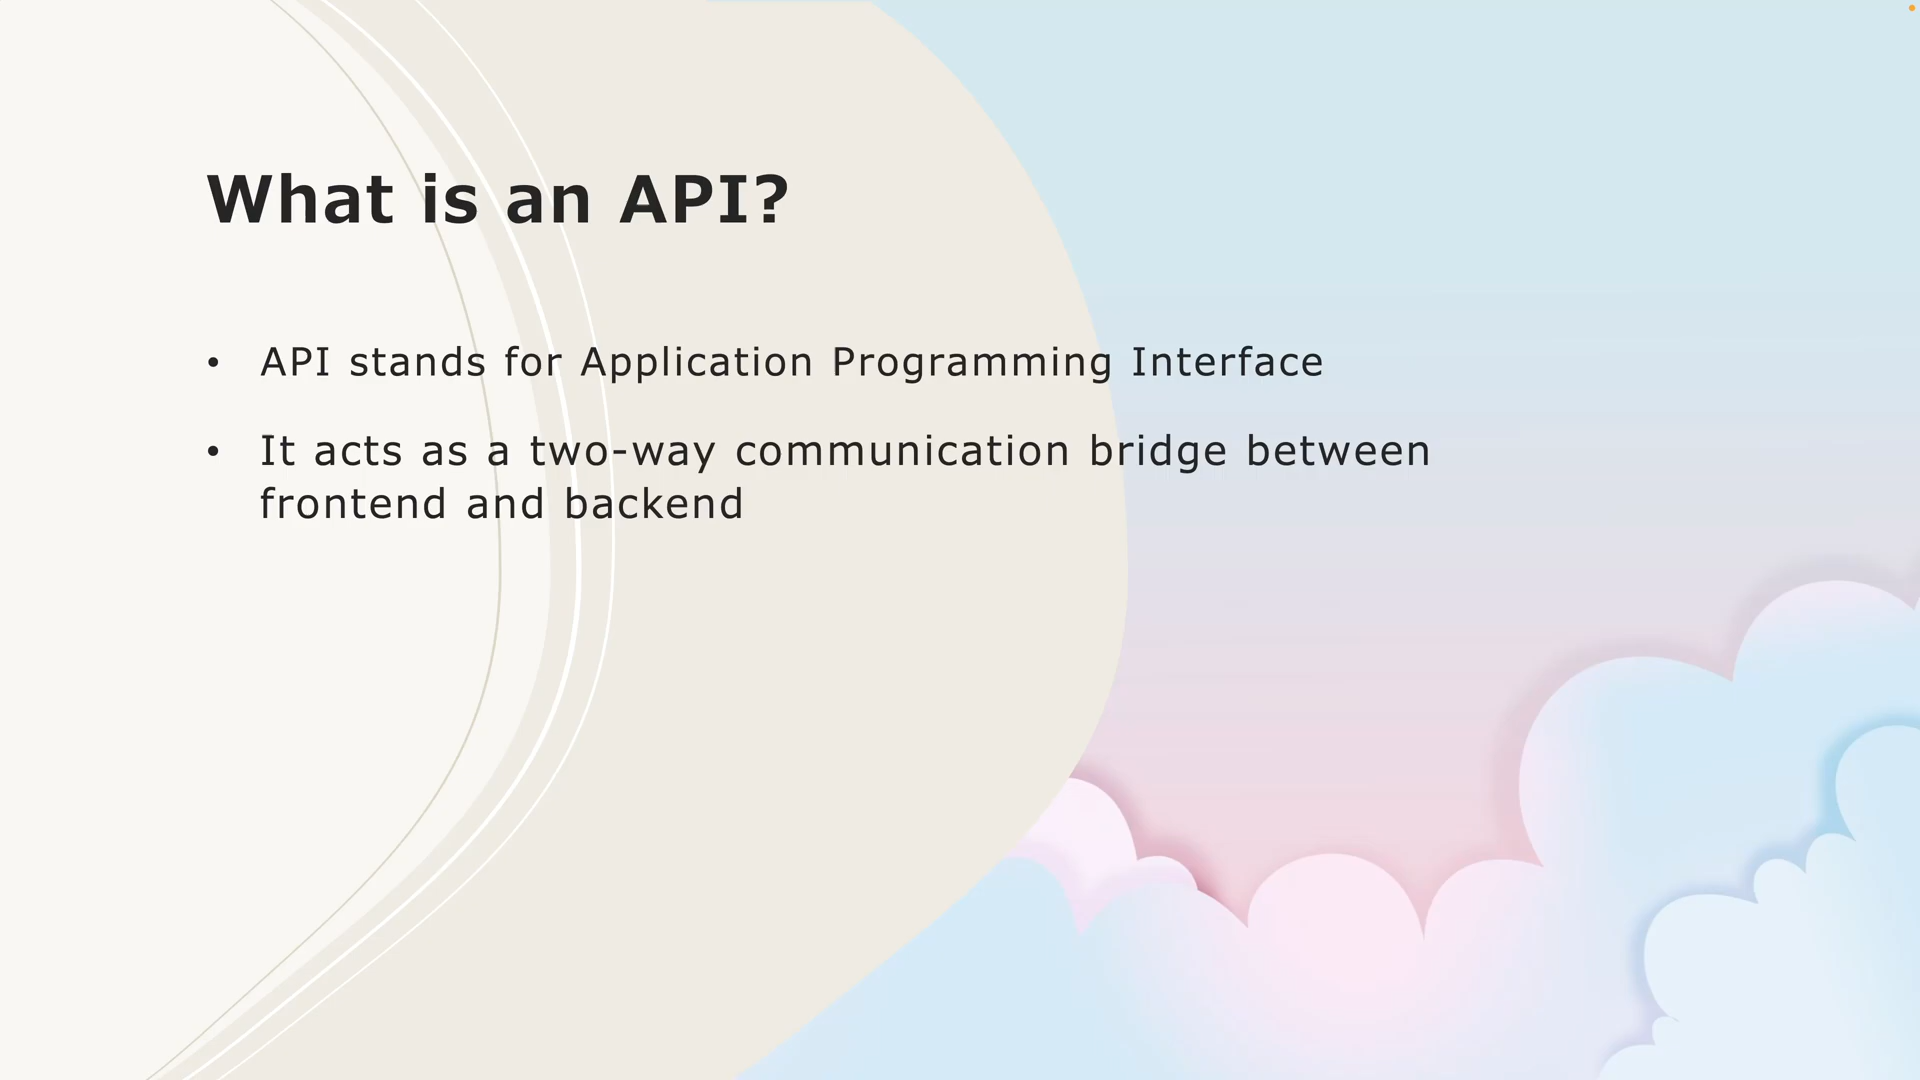 What is an API?
• API stands for Application Programming Interface
• It acts as a two-way communication bridge between
frontend and backend